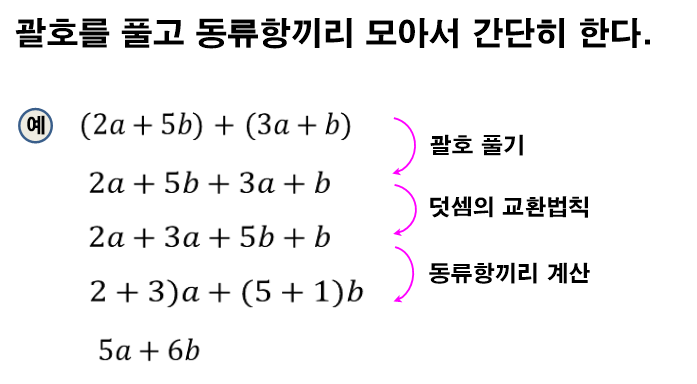 괄호를 풀고 동류항끼리 모아서 간단히 한다.
예 (2a + 5b) + (3a + b)
괄호 풀기
2a + 5b + 3a + b
덧셈의 교환법칙
2a + 3a + 5b + b
동류항끼리 계산
2 + 3)a + (5 + 1)b
5a + 6b